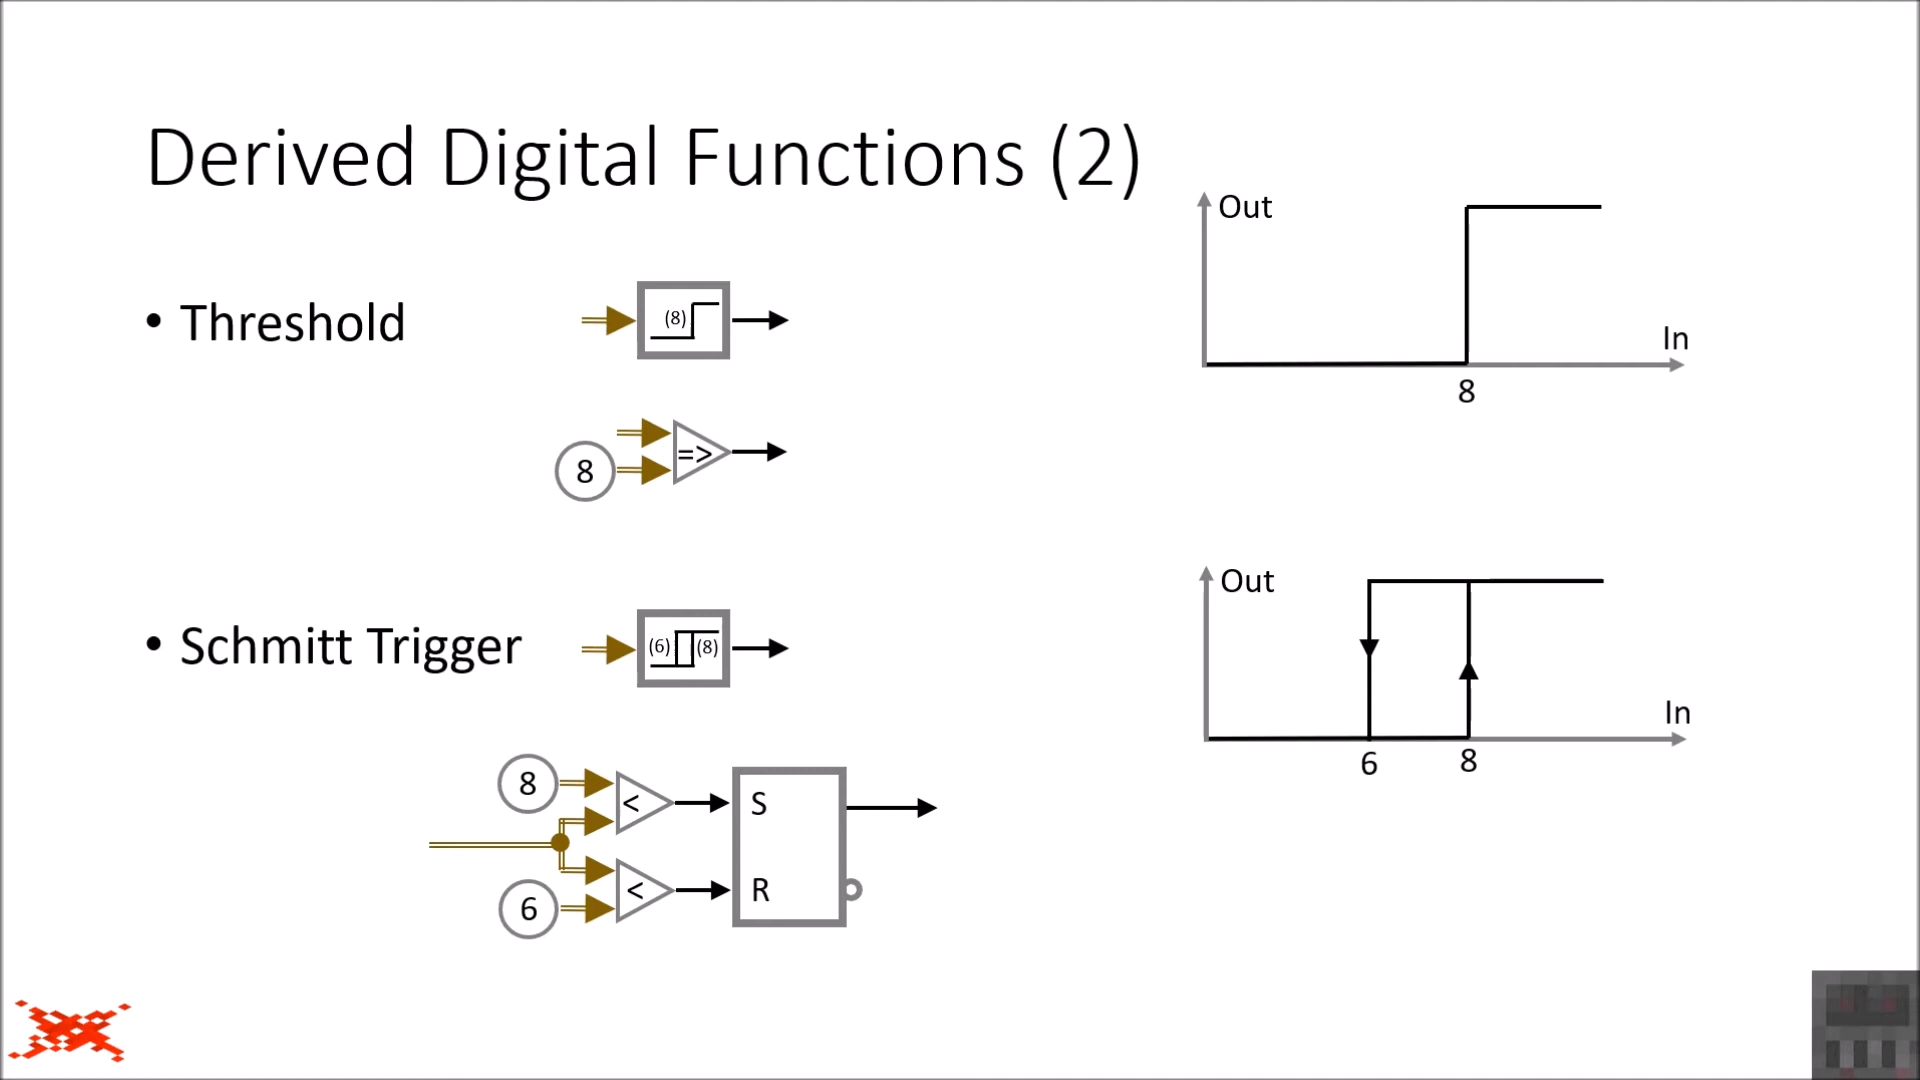 Derived Digital Functions (2)
Out
In
8
• Threshold
(8)
8
=>
Out
In
6 8
• Schmitt Trigger
(6) (8)
8
<
S
6
<
R